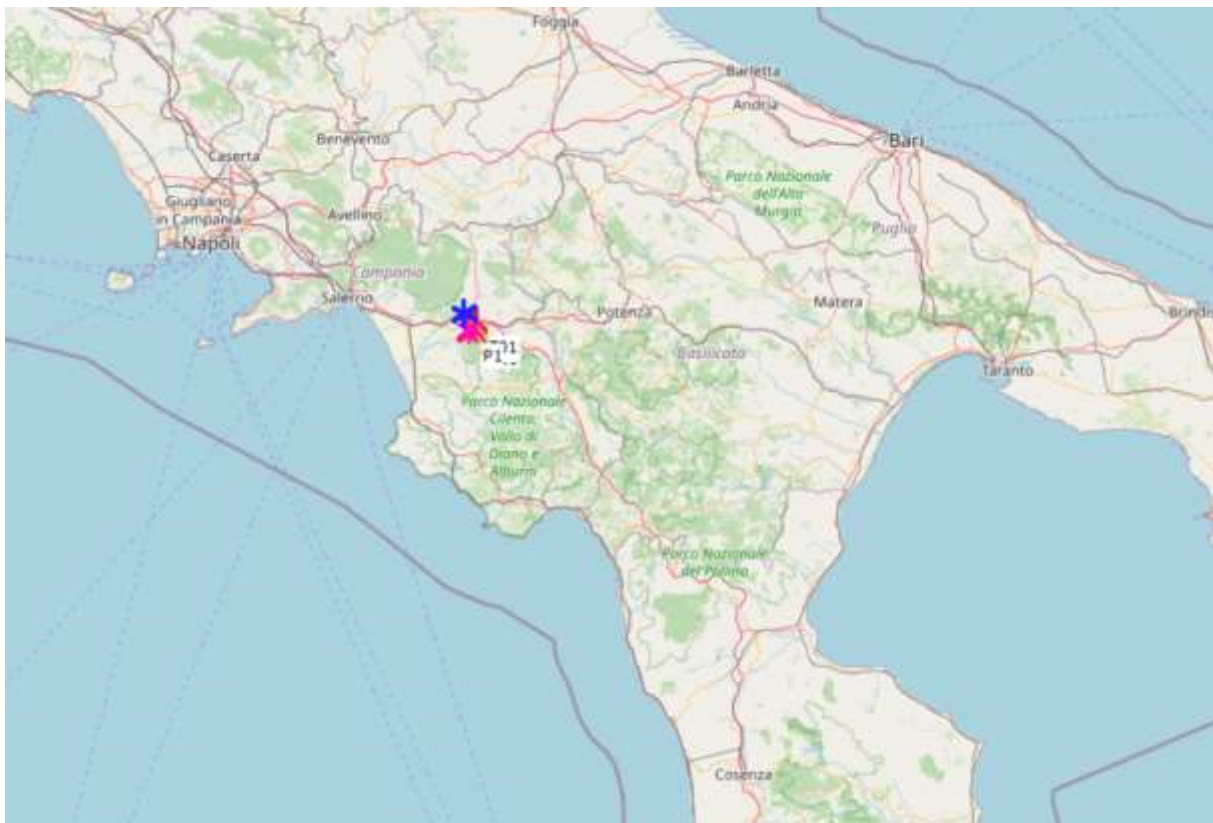 Foggia
Barletta
Andria
Bari
Benevento
Caserta
Parco Nazionale
dell'Alta
Murgia
Giugliano
in Campania
Avellino
Puglia
Napoli
Campania
Salerno
Potenza
Matera
Brindis
P1
Basilicata
Taranto
Parco Nazionale
Cilento,
Vallo di
Diano e
Alburni
Parco Nazionale
del Pollino
Cosenza